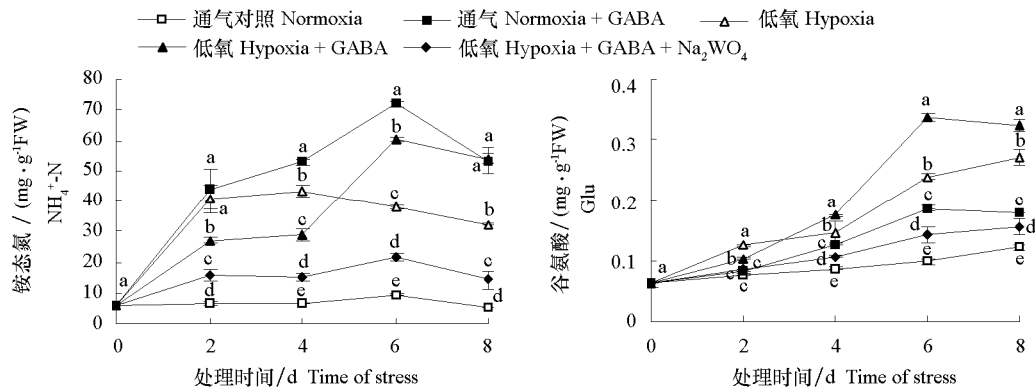 通气对照 Normoxia 通气 Normoxia + GABA 低氧 Hypoxia
低氧 Hypoxia + GABA 低氧 Hypoxia + GABA + Na₂WO₄
铵态氮 / (mg · g⁻¹FW)
NH₄⁺-N
80
70
60
50
40
30
20
10
0
a
a
a
b
c
d
a
b
c
d
e
a
b
c
d
e
a
a
b
c
d
0 2 4 6 8
处理时间/d Time of stress
谷氨酸/ (mg · g⁻¹FW)
Glu
0.4
0.3
0.2
0.1
0
a
a
b
c
c
c
a
b
c
d
e
a
b
c
d
e
a
b
c
d
e
0 2 4 6 8
处理时间/d Time of stress